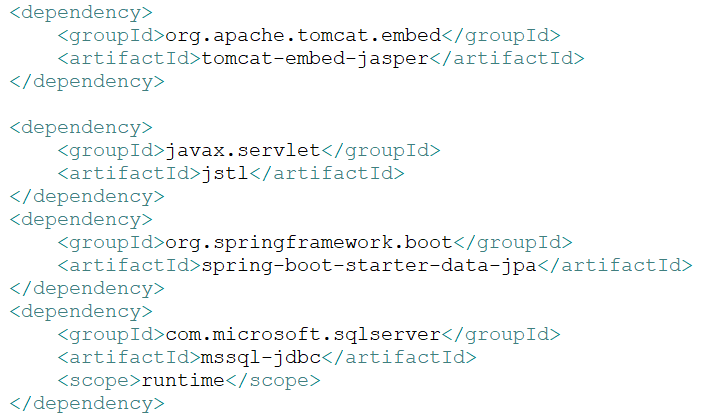 <dependency>
    <groupId>org.apache.tomcat.embed</groupId>
    <artifactId>tomcat-embed-jasper</artifactId>
</dependency>

<dependency>
    <groupId>javax.servlet</groupId>
    <artifactId>jstl</artifactId>
</dependency>
<dependency>
    <groupId>org.springframework.boot</groupId>
    <artifactId>spring-boot-starter-data-jpa</artifactId>
</dependency>
<dependency>
    <groupId>com.microsoft.sqlserver</groupId>
    <artifactId>mssql-jdbc</artifactId>
    <scope>runtime</scope>
</dependency>